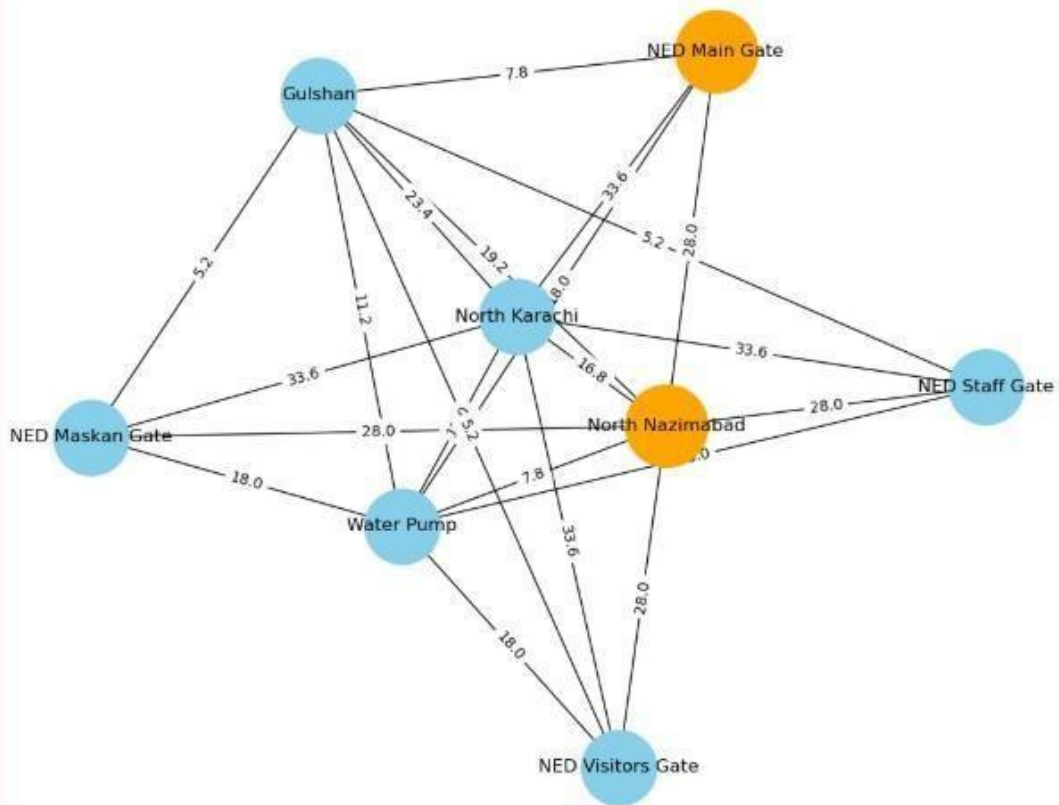 NED Main Gate
7.8
Gulshan
33.6
23.4
28.0
5.2
19.2
5.2
18.0
11.2
North Karachi
33.6
16.8
33.6
NED Staff Gate
28.0
NED Maskan Gate
28.0
North Nazimabad
5.2
7.8
18.0
Water Pump
33.6
28.0
18.0
NED Visitors Gate